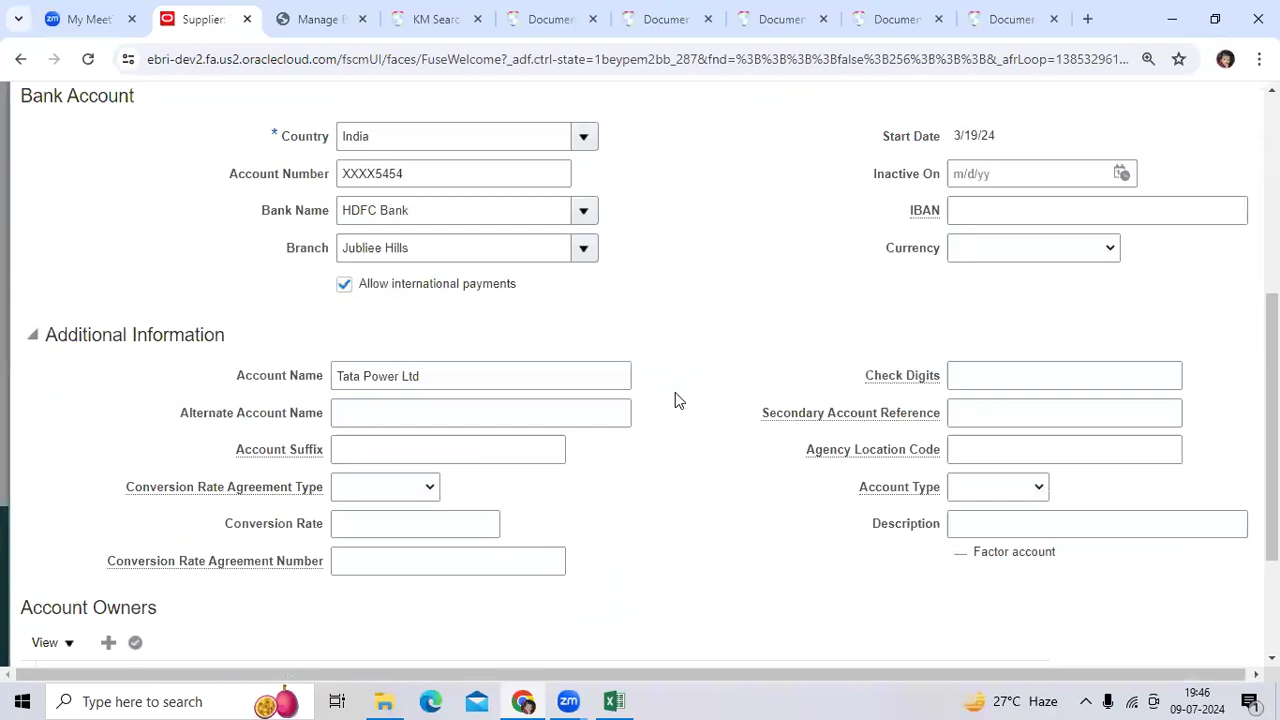 My Meeti
Supplier:
Manage B
KM Searc
Documen
Documen
Documen
Documen
Documen
ebri-dev2.fa.us2.oraclecloud.com/fscmUI/faces/FuseWelcome?_adf.ctrl-state=1beypem2bb_287&fnd=%3B%3B%3B%3Bfalse%3B256%3B%3B%3B&_afrLoop=138532961...
Bank Account
* Country India
Start Date 3/19/24
Account Number XXXX5454
Inactive On m/d/yy
Bank Name HDFC Bank
IBAN
Branch Jubliee Hills
Currency
Allow international payments
Additional Information
Account Name Tata Power Ltd
Check Digits
Alternate Account Name
Secondary Account Reference
Account Suffix
Agency Location Code
Conversion Rate Agreement Type
Account Type
Conversion Rate
Description
Factor account
Conversion Rate Agreement Number
Account Owners
View
Type here to search
zm
27°C Haze
19:46
09-07-2024
1